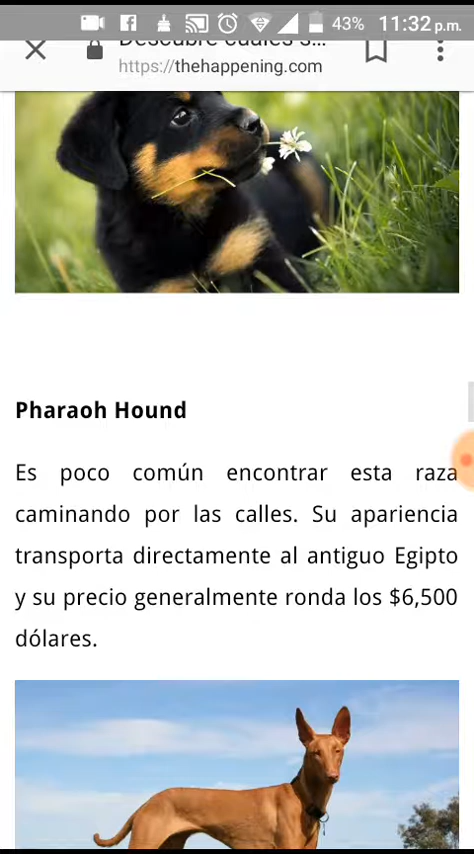 43% 11:32 p.m.
https://thehappening.com
Pharaoh Hound
Es poco común encontrar esta raza
caminando por las calles. Su apariencia
transporta directamente al antiguo Egipto
y su precio generalmente ronda los $6,500
dólares.